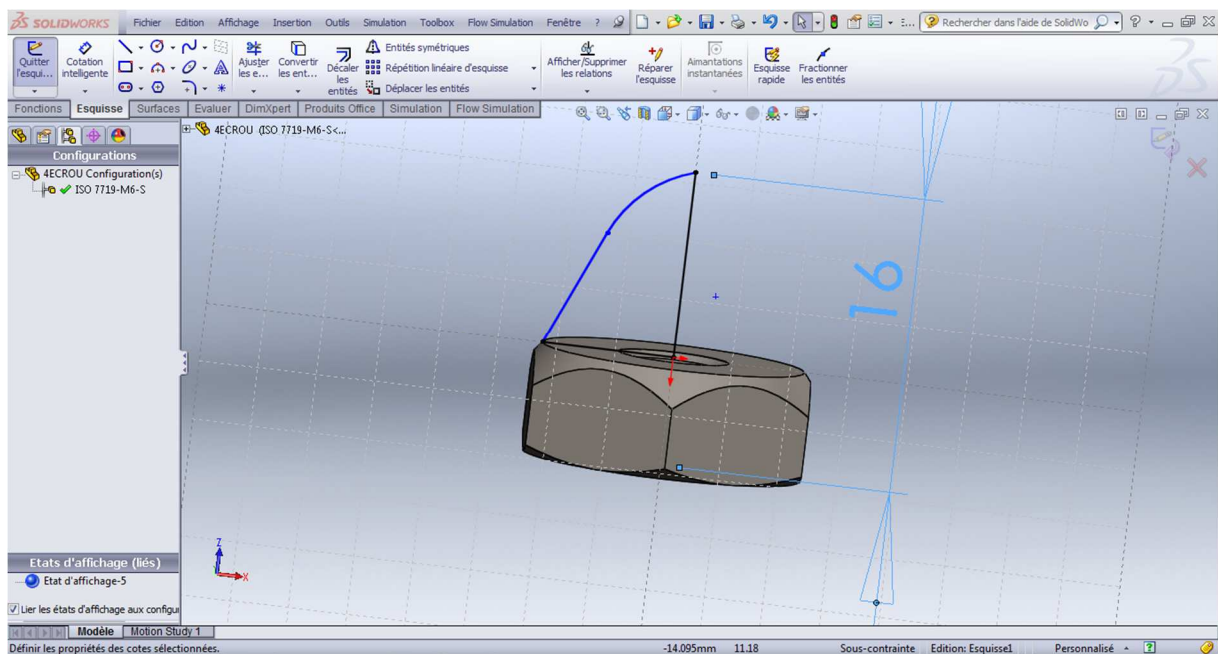 SOLIDWORKS Fichier Edition Affichage Insertion Outils Simulation Toolbox Flow Simulation Fenêtre ? Rechercher dans l'aide de SolidWo
Quitter l'esqui...
Cotation intelligente
Ajuster les e...
Convertir les ent...
Décaler les entités
Entités symétriques
Répétition linéaire d'esquisse
Déplacer les entités
Afficher/Supprimer les relations
Réparer l'esquisse
Aimantations instantanées
Esquisse rapide
Fractionner les entités
Fonctions Esquisse Surfaces Evaluer DimXpert Produits Office Simulation Flow Simulation
4ECROU (ISO 7719-M6-S<...
Configurations
4ECROU Configuration(s)
ISO 7719-M6-S
16
Z
X
Etats d'affichage (liés)
Etat d'affichage-5
Lier les états d'affichage aux configu
Modèle Motion Study 1
Définir les propriétés des cotes sélectionnées. -14.095mm 11.18 Sous-contrainte Edition: Esquisse1 Personnalisé